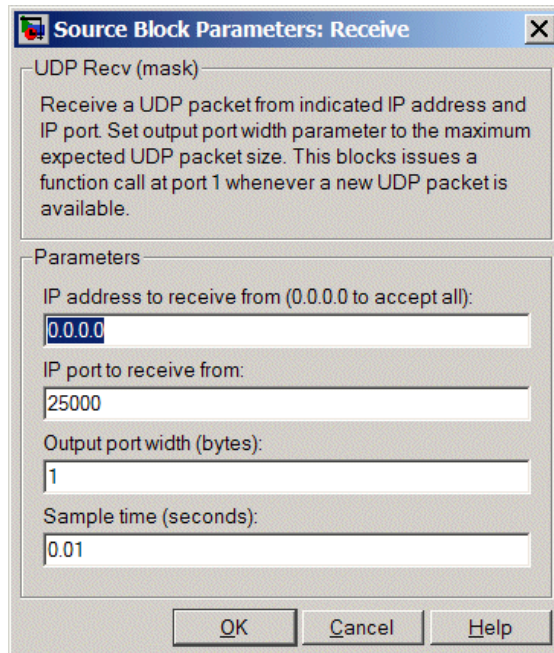 Source Block Parameters: Receive
UDP Recv (mask)
Receive a UDP packet from indicated IP address and
IP port. Set output port width parameter to the maximum
expected UDP packet size. This blocks issues a
function call at port 1 whenever a new UDP packet is
available.
Parameters
IP address to receive from (0.0.0.0 to accept all):
0.0.0.0
IP port to receive from:
25000
Output port width (bytes):
1
Sample time (seconds):
0.01
OK Cancel Help